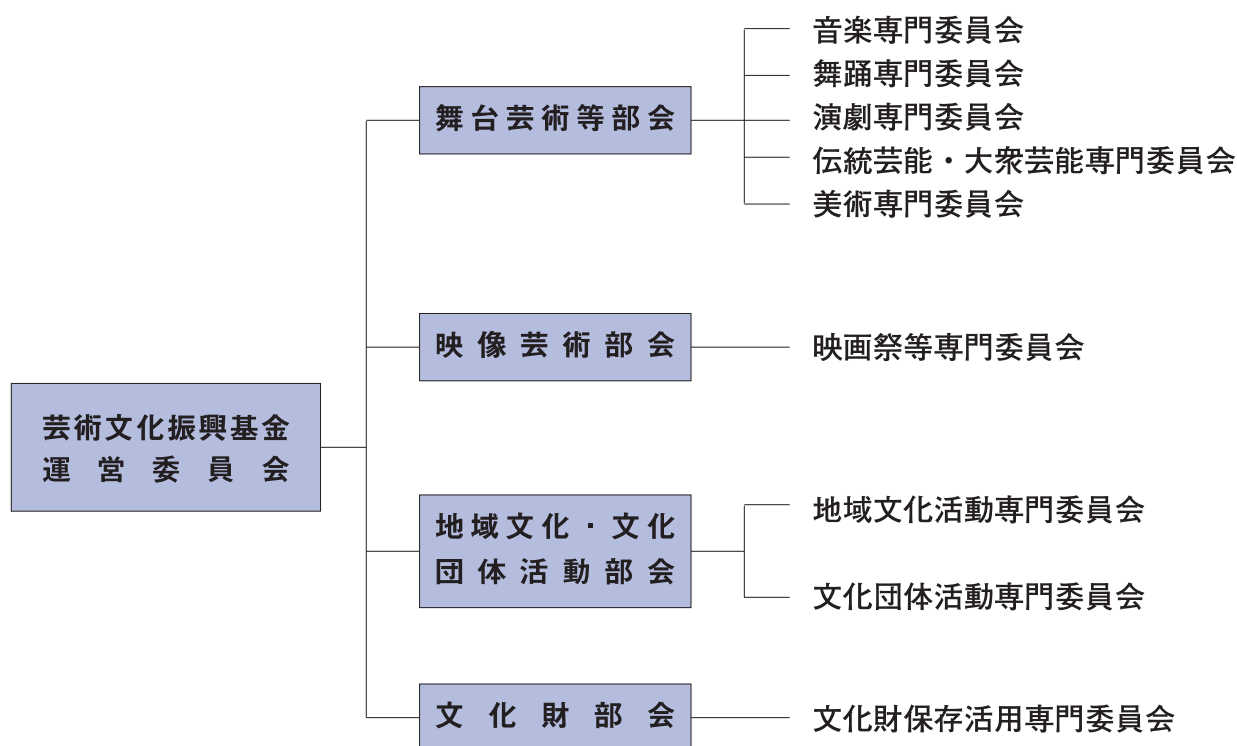 芸術文化振興基金
運営委員会
舞台芸術等部会
音楽専門委員会
舞踊専門委員会
演劇専門委員会
伝統芸能・大衆芸能専門委員会
美術専門委員会
映像芸術部会
映画祭等専門委員会
地域文化・文化
団体活動部会
地域文化活動専門委員会
文化団体活動専門委員会
文化財部会
文化財保存活用専門委員会